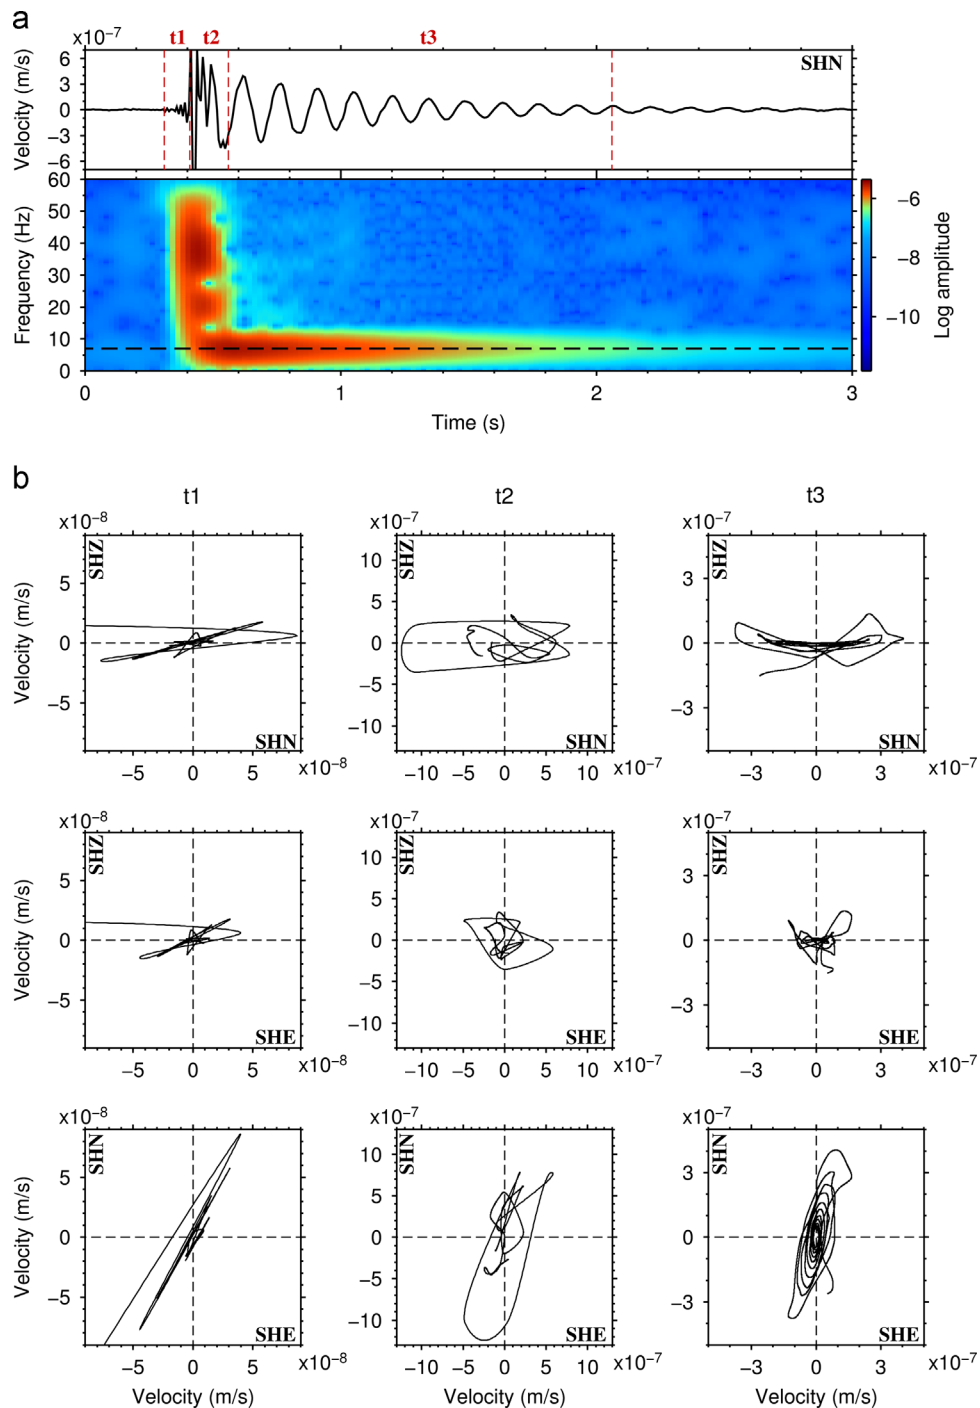 a
x10−7 t1 t2 t3
Velocity (m/s)
6
3
0
−3
−6
SHN
Frequency (Hz)
60
50
40
30
20
10
0
0 1 2 3
Time (s)
−6
−8
−10
Log amplitude
b
t1 t2 t3
x10−8 x10−7 x10−7
Velocity (m/s)
SHZ SHZ SHZ
5 10 3
0 5 0
−5 0 −3
−5
−10
SHN SHN SHN
−5 0 5 x10−8 −10 −5 0 5 10 x10−7 −3 0 3 x10−7
x10−8 x10−7 x10−7
Velocity (m/s)
SHZ SHZ SHZ
5 10 3
0 5 0
−5 0 −3
−5
−10
SHE SHE SHE
−5 0 5 x10−8 −10 −5 0 5 10 x10−7 −3 0 3 x10−7
x10−8 x10−7 x10−7
Velocity (m/s)
SHN SHN SHN
5 10 3
0 5 0
−5 0 −3
−5
−10
SHE SHE SHE
−5 0 5 x10−8 −10 −5 0 5 10 x10−7 −3 0 3 x10−7
Velocity (m/s) Velocity (m/s) Velocity (m/s)